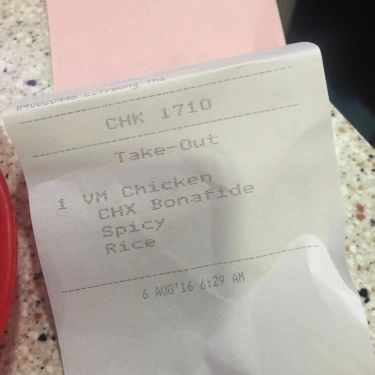 CHK 1710
Take-Out
1 VM Chicken
CHX Bonafide
Spicy
Rice
6 AUG'16 6:29 AM